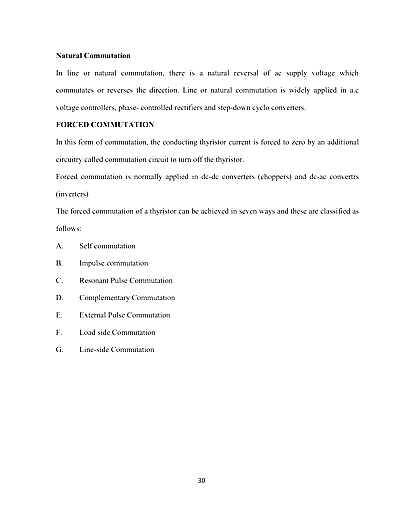 Natural Commutation
In line or natural commutation, there is a natural reversal of ac supply voltage which
commutates or reverses the direction. Line or natural commutation is widely applied in a.c
voltage controllers, phase- controlled rectifiers and step-down cyclo converters.
FORCED COMMUTATION
In this form of commutation, the conducting thyristor current is forced to zero by an additional
circuitry called commutation circuit to turn off the thyristor.
Forced commutation is normally applied in dc-dc converters (choppers) and dc-ac convertrs
(inverters)
The forced commutation of a thyristor can be achieved in seven ways and these are classified as
follows:
A. Self commutation
B. Impulse commutation
C. Resonant Pulse Commutation
D. Complementary Commutation
E. External Pulse Commutation
F. Load side Commutation
G. Line-side Commutation
30